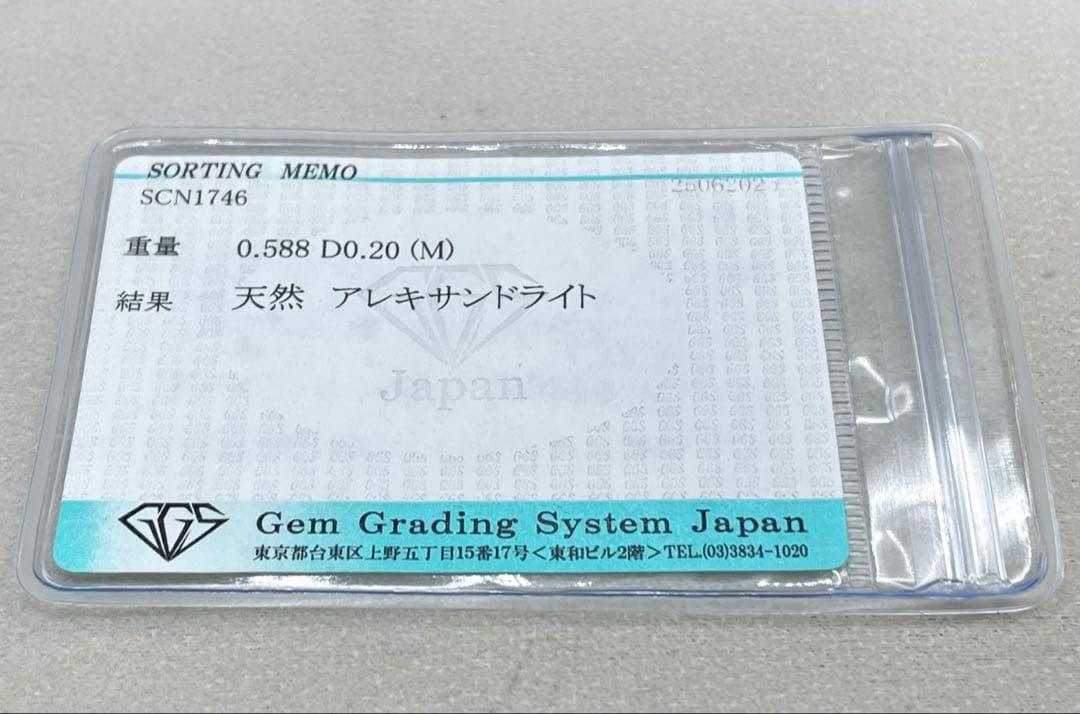 SORTING MEMO
SCN1746
重量 0.588 D0.20 (M)
結果 天然 アレキサンドライト
Japan
GGS Gem Grading System Japan
東京都台東区上野五丁目15番17号<東和ビル2階>TEL.(03)3834-1020